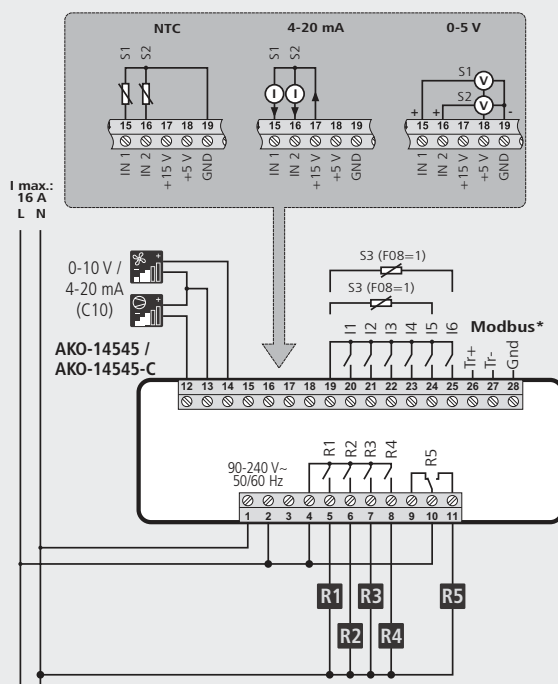 NTC
4-20 mA
0-5 V
S1
S2
S1
S2
S1
V
S2
V
I
I
+
+
-
15 16 17 18 19
15 16 17 18 19
15 16 17 18 19
IN 1
IN 2
+15 V
+5 V
GND
IN 1
IN 2
+15 V
+5 V
GND
IN 1
IN 2
+15 V
+5 V
GND
I max.:
16 A
L N
0-10 V /
4-20 mA
(C10)
+
-
+
-
S3 (F08=1)
S3 (F08=1)
I1
I2
I3
I4
I5
I6
Modbus*
Tr+
Tr-
Gnd
AKO-14545 /
AKO-14545-C
12 13 14 15 16 17 18 19 20 21 22 23 24 25 26 27 28
90-240 V~
50/60 Hz
R1
R2
R3
R4
R5
1 2 3 4 5 6 7 8 9 10 11
R1
R3
R5
R2
R4